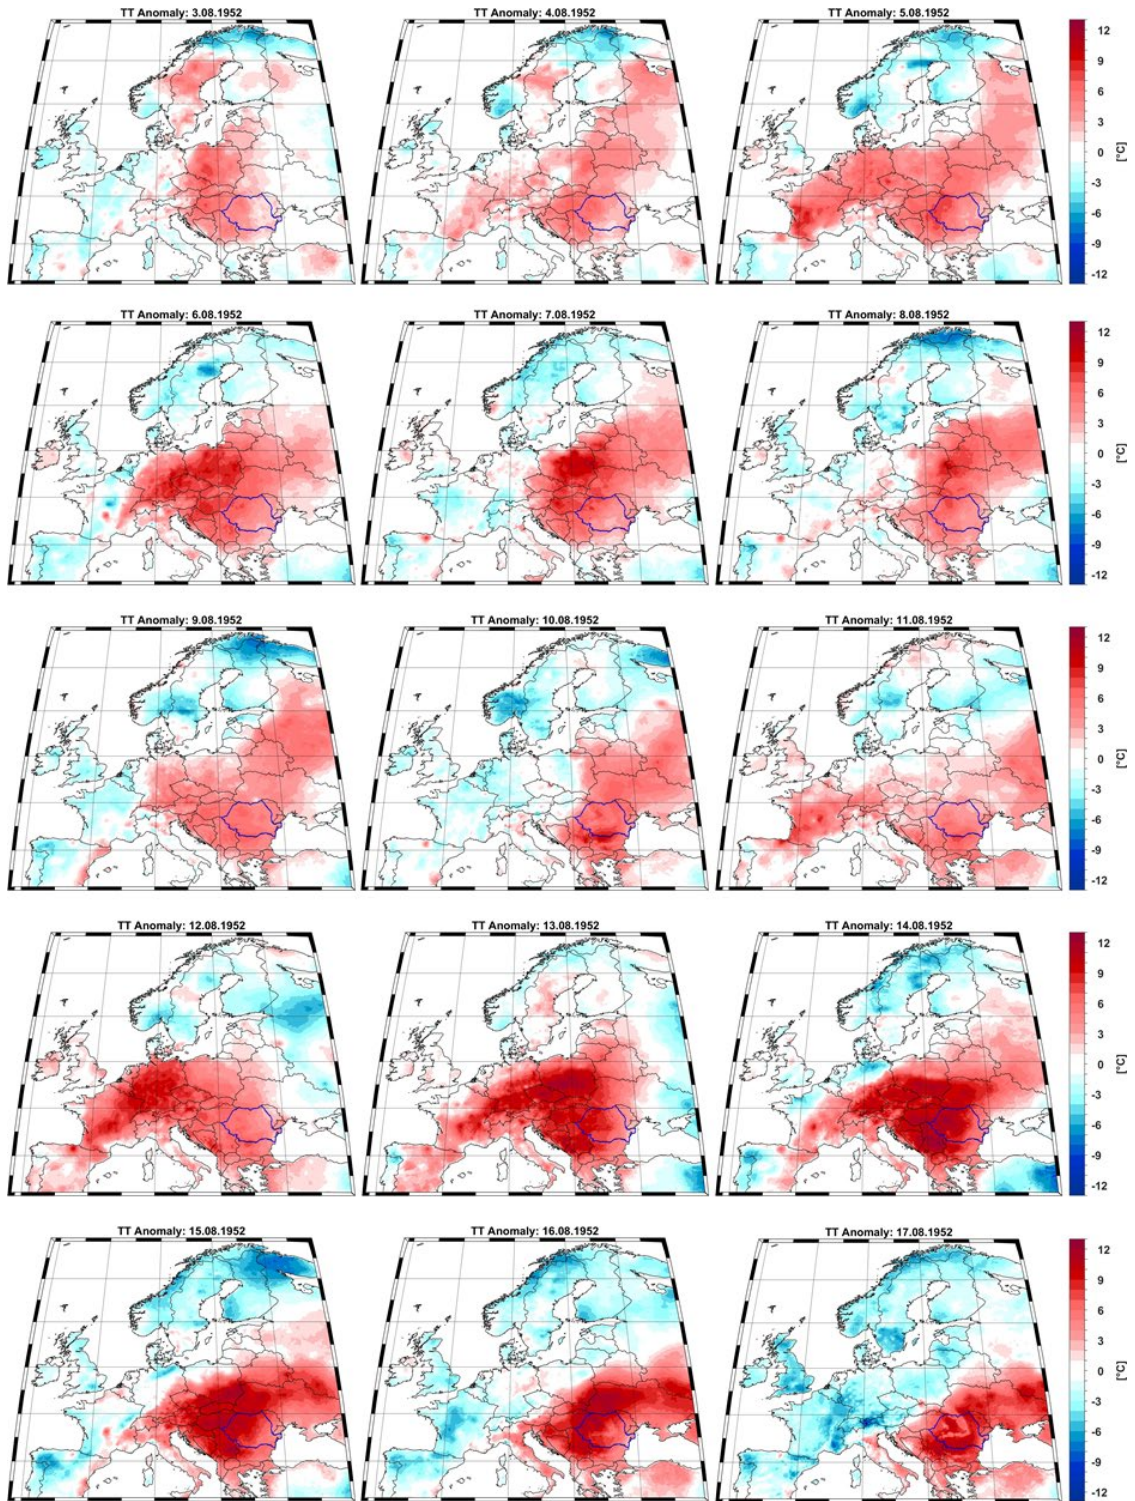 TT Anomaly: 3.08.1952
TT Anomaly: 4.08.1952
TT Anomaly: 5.08.1952
12
9
6
3
0
-3
-6
-9
-12
[°C]
TT Anomaly: 6.08.1952
TT Anomaly: 7.08.1952
TT Anomaly: 8.08.1952
12
9
6
3
0
-3
-6
-9
-12
[°C]
TT Anomaly: 9.08.1952
TT Anomaly: 10.08.1952
TT Anomaly: 11.08.1952
12
9
6
3
0
-3
-6
-9
-12
[°C]
TT Anomaly: 12.08.1952
TT Anomaly: 13.08.1952
TT Anomaly: 14.08.1952
12
9
6
3
0
-3
-6
-9
-12
[°C]
TT Anomaly: 15.08.1952
TT Anomaly: 16.08.1952
TT Anomaly: 17.08.1952
12
9
6
3
0
-3
-6
-9
-12
[°C]